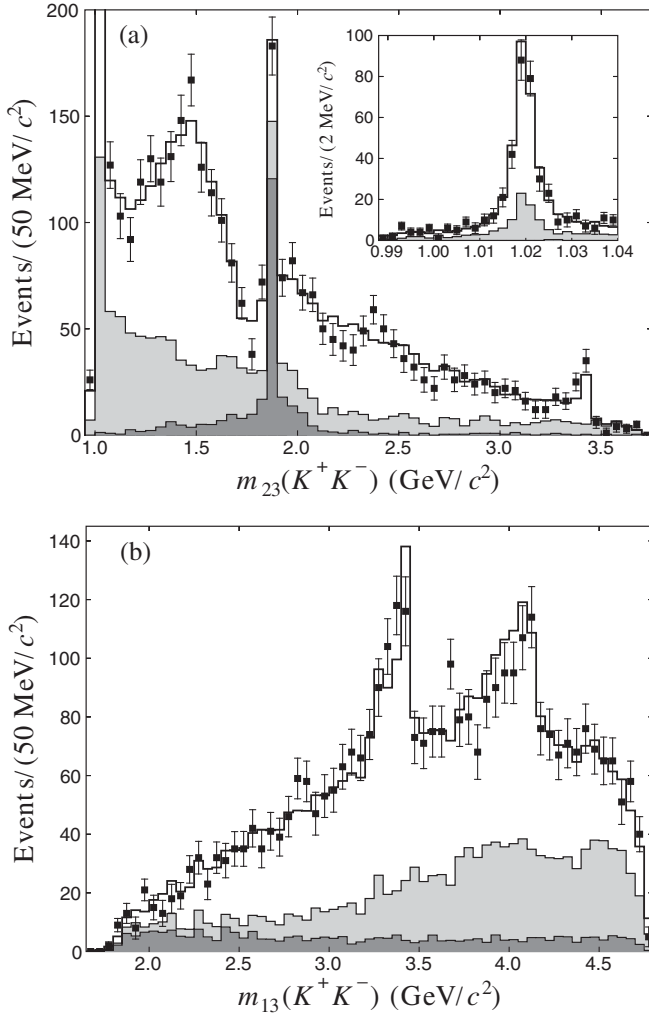 (a)
Events/ (50 MeV/c²)
200
150
100
50
0
1.0 1.5 2.0 2.5 3.0 3.5
m₂₃(K⁺K⁻) (GeV/c²)
Events/ (2 MeV/c²)
100
80
60
40
20
0.99 1.00 1.01 1.02 1.03 1.04
(b)
Events/ (50 MeV/c²)
140
120
100
80
60
40
20
0
2.0 2.5 3.0 3.5 4.0 4.5
m₁₃(K⁺K⁻) (GeV/c²)